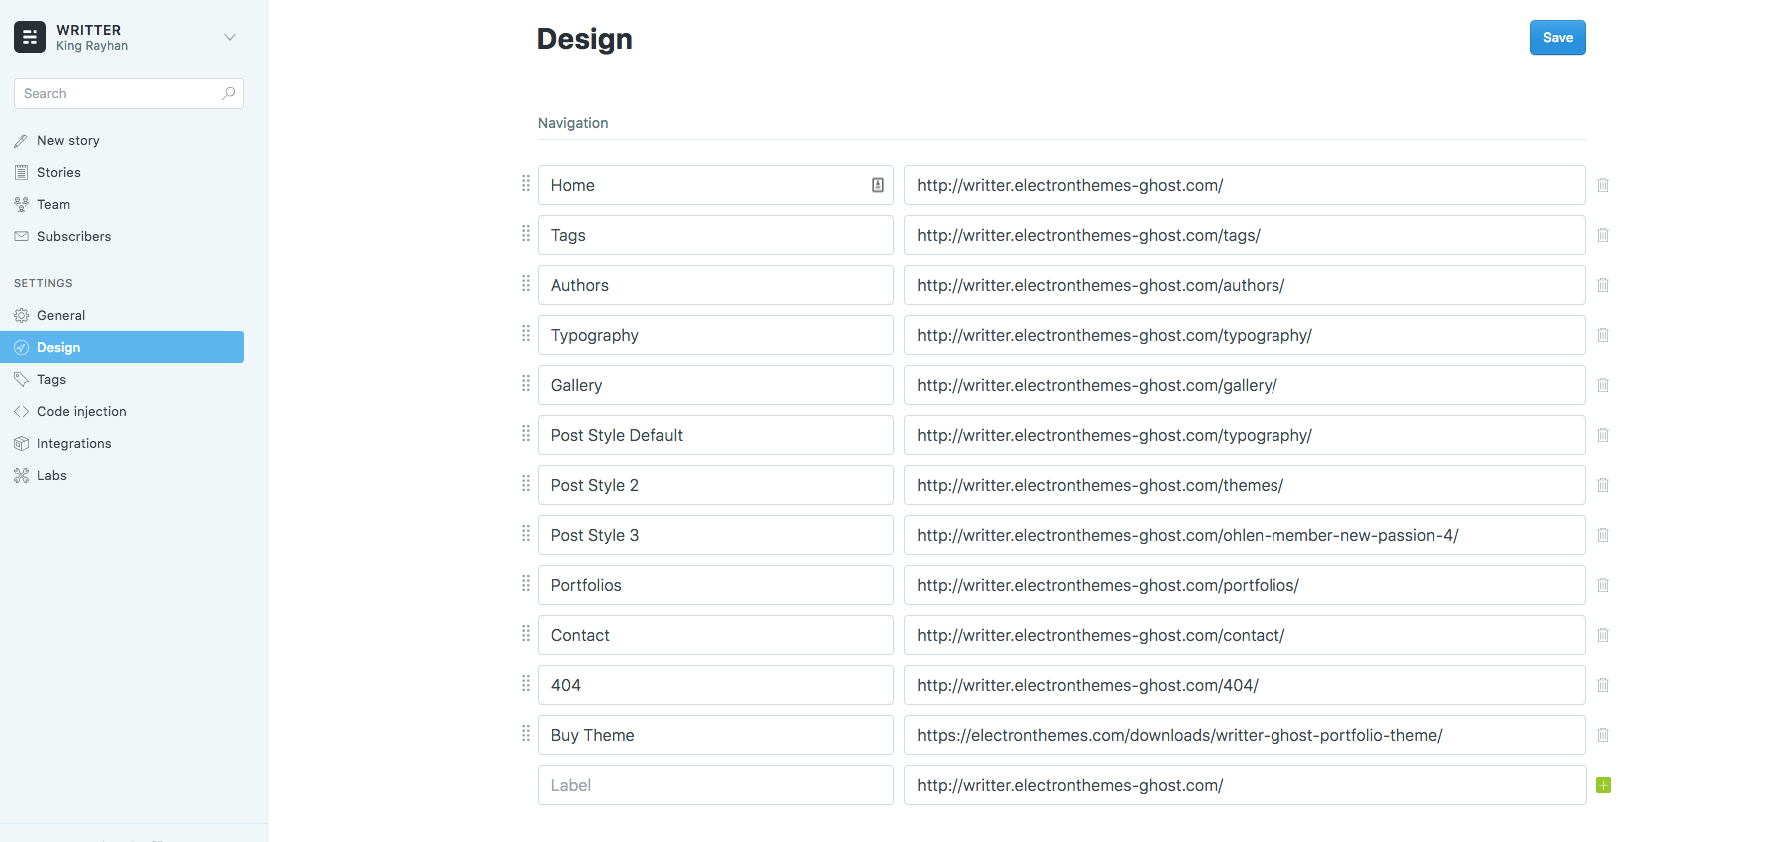 WRITTER
King Rayhan
Search
New story
Stories
Team
Subscribers
SETTINGS
General
Design
Tags
Code injection
Integrations
Labs
Design
Save
Navigation
Home http://writter.electronthemes-ghost.com/
Tags http://writter.electronthemes-ghost.com/tags/
Authors http://writter.electronthemes-ghost.com/authors/
Typography http://writter.electronthemes-ghost.com/typography/
Gallery http://writter.electronthemes-ghost.com/gallery/
Post Style Default http://writter.electronthemes-ghost.com/typography/
Post Style 2 http://writter.electronthemes-ghost.com/themes/
Post Style 3 http://writter.electronthemes-ghost.com/ohlen-member-new-passion-4/
Portfolios http://writter.electronthemes-ghost.com/portfolios/
Contact http://writter.electronthemes-ghost.com/contact/
404 http://writter.electronthemes-ghost.com/404/
Buy Theme https://electronthemes.com/downloads/writter-ghost-portfolio-theme/
Label http://writter.electronthemes-ghost.com/